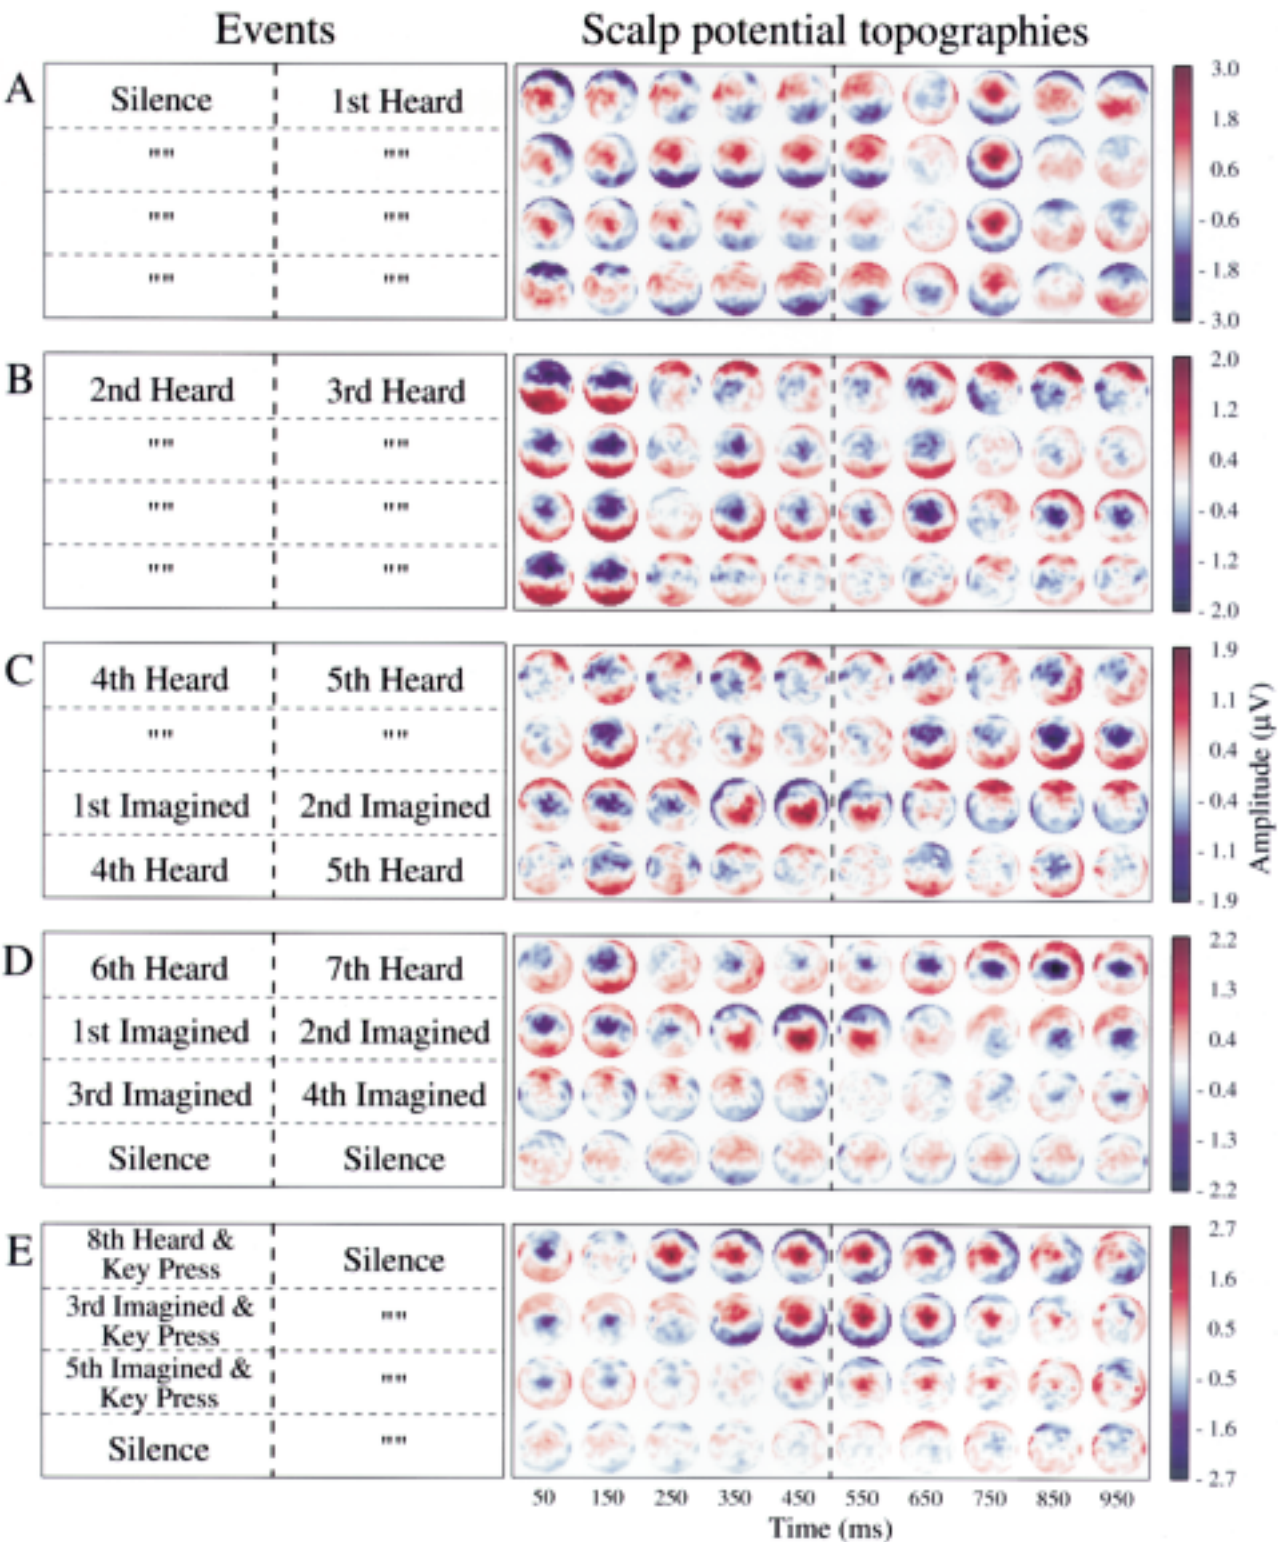 Events
Scalp potential topographies
A
Silence 1st Heard
"" ""
"" ""
"" ""
3.0
1.8
0.6
- 0.6
- 1.8
- 3.0
B
2nd Heard 3rd Heard
"" ""
"" ""
"" ""
2.0
1.2
0.4
- 0.4
- 1.2
- 2.0
C
4th Heard 5th Heard
"" ""
1st Imagined 2nd Imagined
4th Heard 5th Heard
1.9
1.1
0.4
- 0.4
- 1.1
- 1.9
Amplitude (µV)
D
6th Heard 7th Heard
1st Imagined 2nd Imagined
3rd Imagined 4th Imagined
Silence Silence
2.2
1.3
0.4
- 0.4
- 1.3
- 2.2
E
8th Heard &
Key Press
Silence
3rd Imagined &
Key Press
""
5th Imagined &
Key Press
""
Silence ""
2.7
1.6
0.5
- 0.5
- 1.6
- 2.7
50 150 250 350 450 550 650 750 850 950
Time (ms)